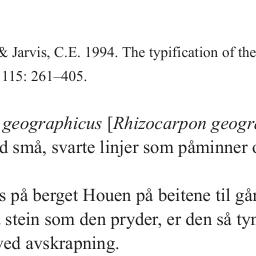 & Jarvis, C.E. 1994. The typification of the
115: 261–405.
geographicus [Rhizocarpon geogra
d små, svarte linjer som påminner o
s på berget Houen på beitene til går
stein som den pryder, er den så tyn
ved avskrapning.